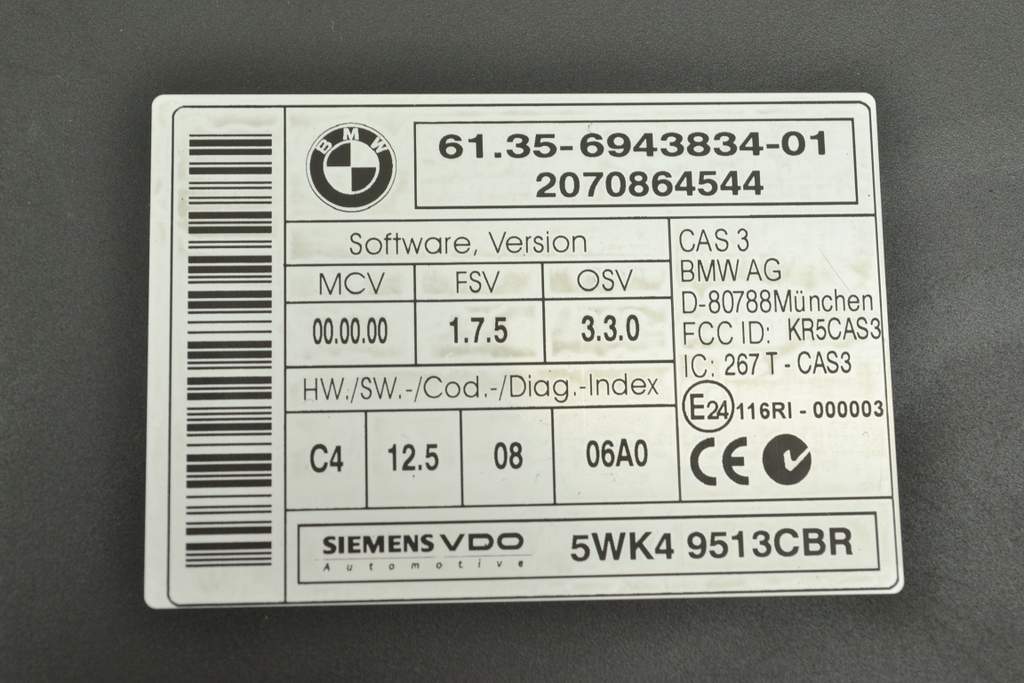 BMW
61.35-6943834-01
2070864544
Software, Version
MCV FSV OSV
00.00.00 1.7.5 3.3.0
HW./SW.-/Cod.-/Diag.-Index
C4 12.5 08 06A0
CAS 3
BMW AG
D-80788München
FCC ID: KR5CAS3
IC: 267 T - CAS3
E24 116RI - 000003
CE
SIEMENS VDO
Automotive
5WK4 9513CBR